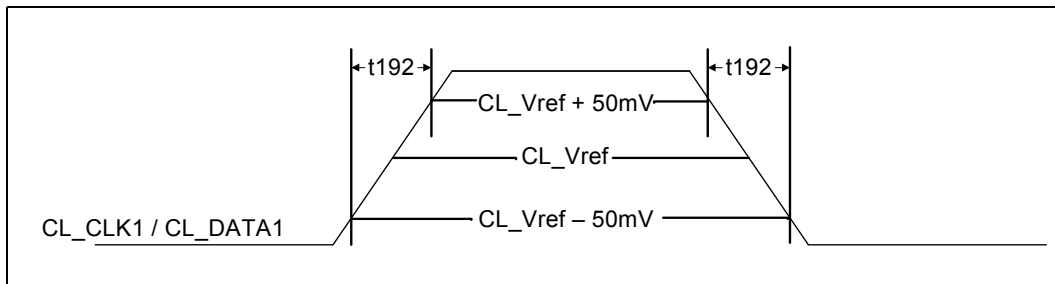 t192
t192
CL_Vref + 50mV
CL_Vref
CL_Vref – 50mV
CL_CLK1 / CL_DATA1